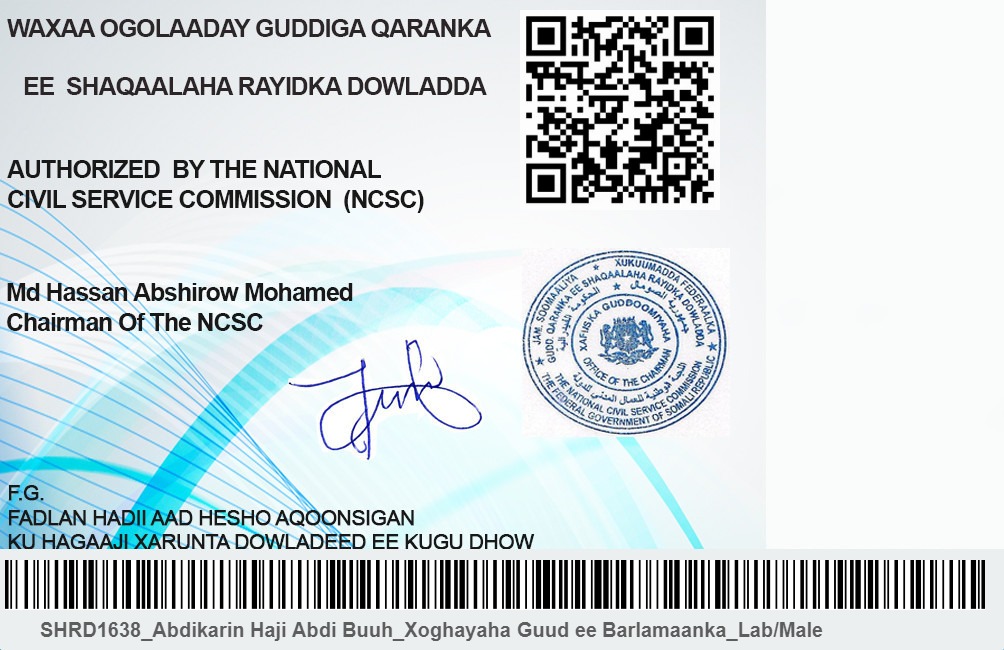 WAXAA OGOLAADAY GUDDIGA QARANKA
EE SHAQAALAHA RAYIDKA DOWLADDA
AUTHORIZED BY THE NATIONAL
CIVIL SERVICE COMMISSION (NCSC)
Md Hassan Abshirow Mohamed
Chairman Of The NCSC
JAM. SOOMAALIYA ★ XUKUUMADDA FEDERAALKA
GUDD. QARANKA EE SHAQAALAHA RAYIDKA DOWLADDA
XAFIISKA GUDDOOMIYAHA
OFFICE OF THE CHAIRMAN
THE NATIONAL CIVIL SERVICE COMMISSION
THE FEDERAL GOVERNMENT OF SOMALI REPUBLIC
F.G.
FADLAN HADII AAD HESHO AQOONSIGAN
KU HAGAAJI XARUNTA DOWLADEED EE KUGU DHOW
SHRD1638_Abdikarin Haji Abdi Buuh_Xoghayaha Guud ee Barlamaanka_Lab/Male